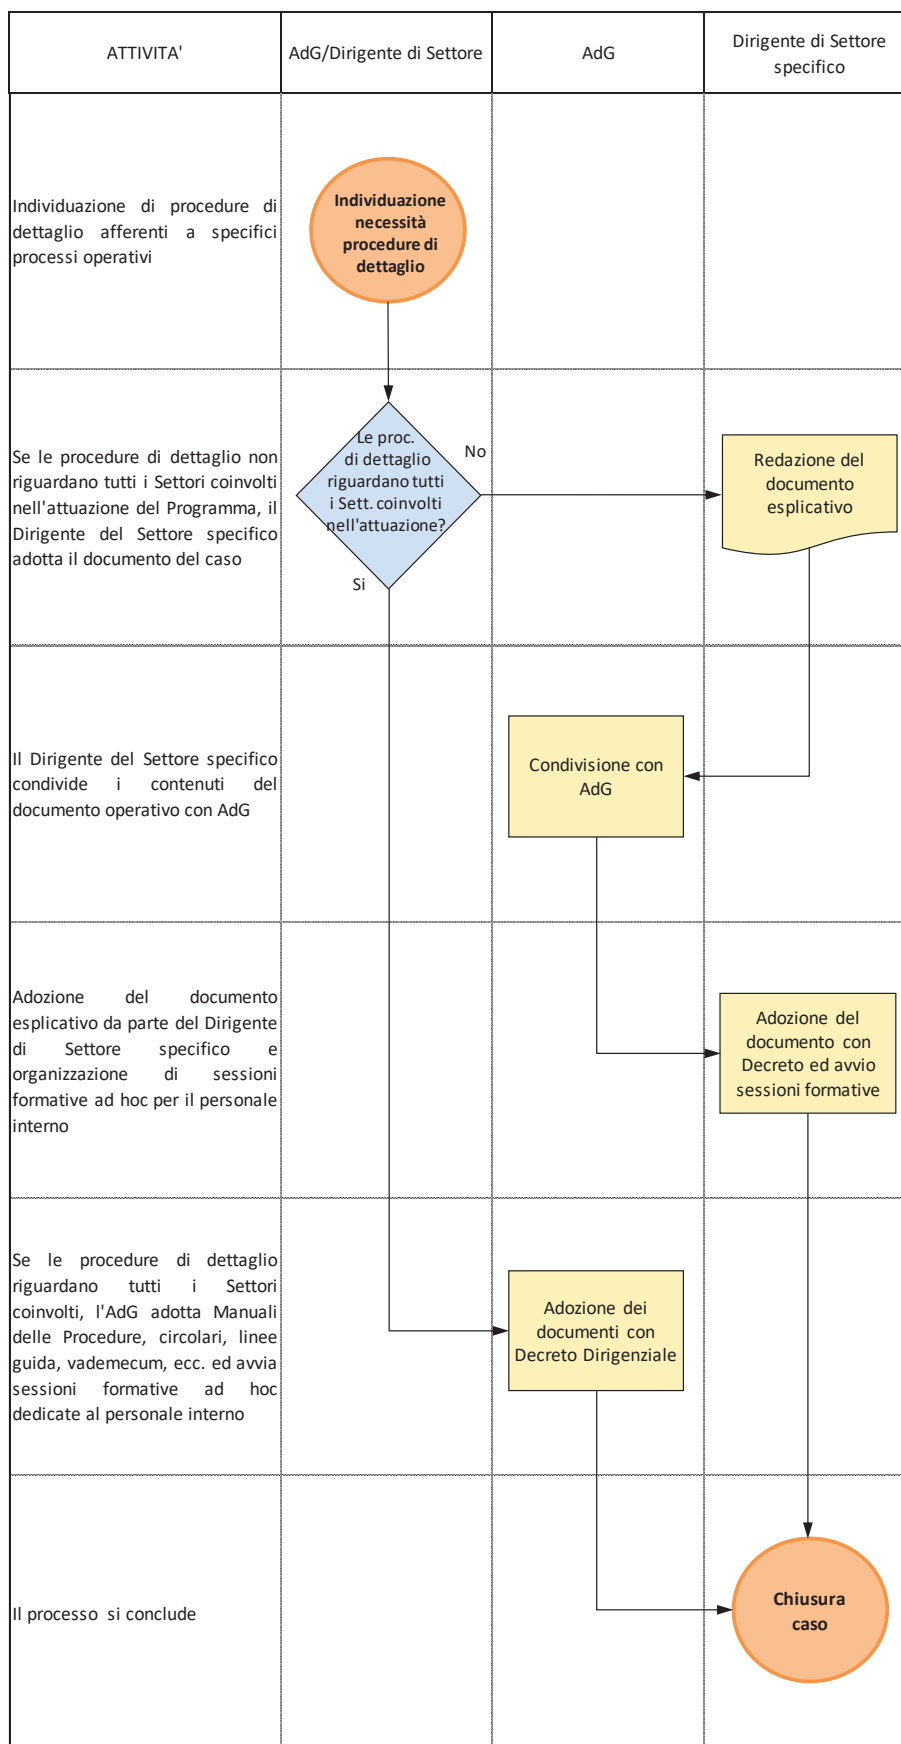 ATTIVITA'
AdG/Dirigente di Settore
AdG
Dirigente di Settore
specifico
Individuazione di procedure di
dettaglio afferenti a specifici
processi operativi
Individuazione
necessità
procedure di
dettaglio
Se le procedure di dettaglio non
riguardano tutti i Settori coinvolti
nell'attuazione del Programma, il
Dirigente del Settore specifico
adotta il documento del caso
Le proc.
di dettaglio
riguardano tutti
i Sett. coinvolti
nell'attuazione?
No
Si
Redazione del
documento
esplicativo
Il Dirigente del Settore specifico
condivide i contenuti del
documento operativo con AdG
Condivisione con
AdG
Adozione del documento
esplicativo da parte del Dirigente
di Settore specifico e
organizzazione di sessioni
formative ad hoc per il personale
interno
Adozione del
documento con
Decreto ed avvio
sessioni formative
Se le procedure di dettaglio
riguardano tutti i Settori
coinvolti, l'AdG adotta Manuali
delle Procedure, circolari, linee
guida, vademecum, ecc. ed avvia
sessioni formative ad hoc
dedicate al personale interno
Adozione dei
documenti con
Decreto Dirigenziale
Il processo si conclude
Chiusura
caso